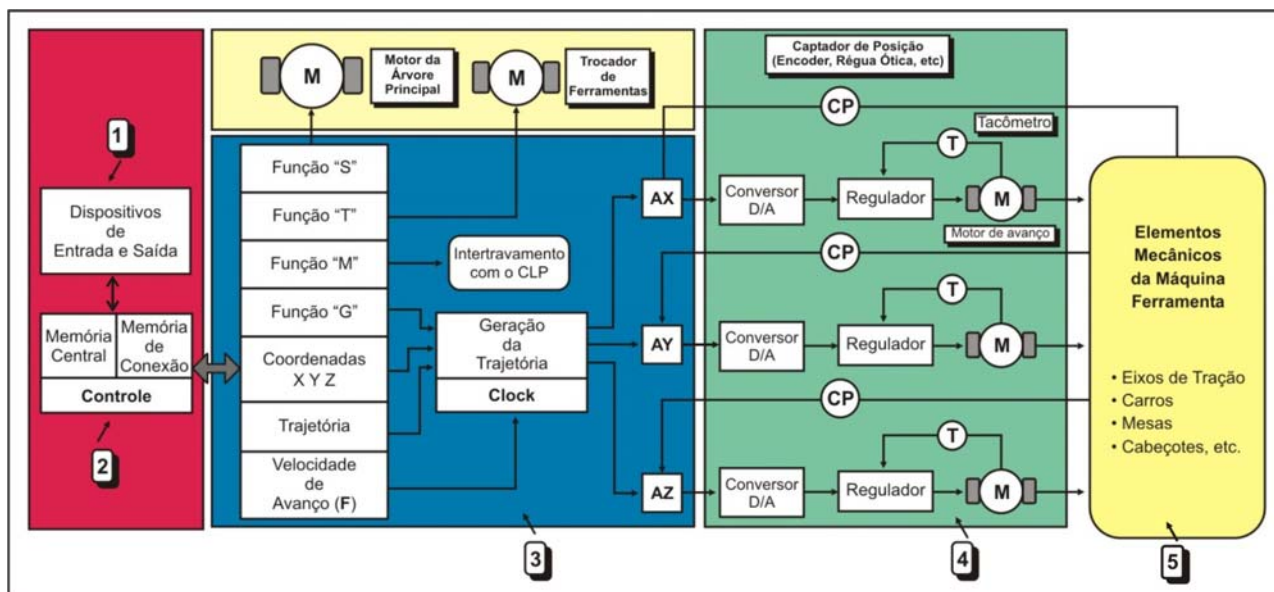 1
Dispositivos
de
Entrada e Saída
Memória
Central
Memória
de
Conexão
Controle
2
M
Motor da
Árvore
Principal
M
Trocador
de
Ferramentas
Função “S”
Função “T”
Função “M”
Função “G”
Coordenadas
X Y Z
Trajetória
Velocidade
de
Avanço (F)
Intertravamento
com o CLP
Geração
da
Trajetória
Clock
3
AX
AY
AZ
Captador de Posição
(Encoder, Régua Ótica, etc)
CP
Tacômetro
T
Conversor
D/A
Regulador
M
Motor de avanço
CP
T
Conversor
D/A
Regulador
M
CP
T
Conversor
D/A
Regulador
M
4
Elementos
Mecânicos
da Máquina
Ferramenta
• Eixos de Tração
• Carros
• Mesas
• Cabeçotes, etc.
5